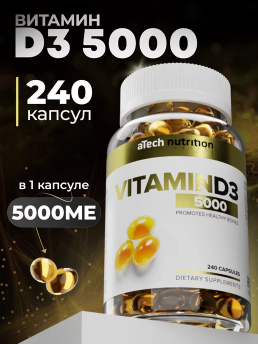 ВИТАМИН
D3 5000
240
капсул
в 1 капсуле
5000МЕ
aTech nutrition
VITAMIN D3
5000
PROMOTES HEALTHY BONES
240 CAPSULES
DIETARY SUPPLEMENTS